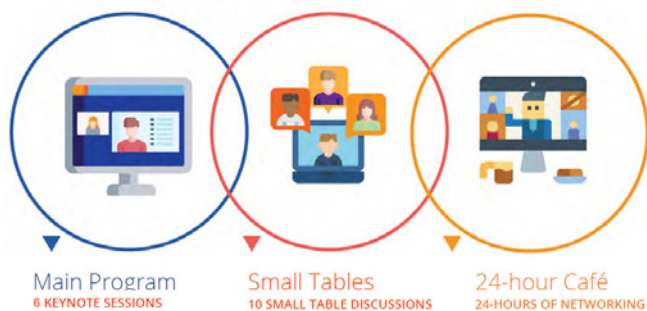 Main Program
6 KEYNOTE SESSIONS
Small Tables
10 SMALL TABLE DISCUSSIONS
24-hour Café
24-HOURS OF NETWORKING